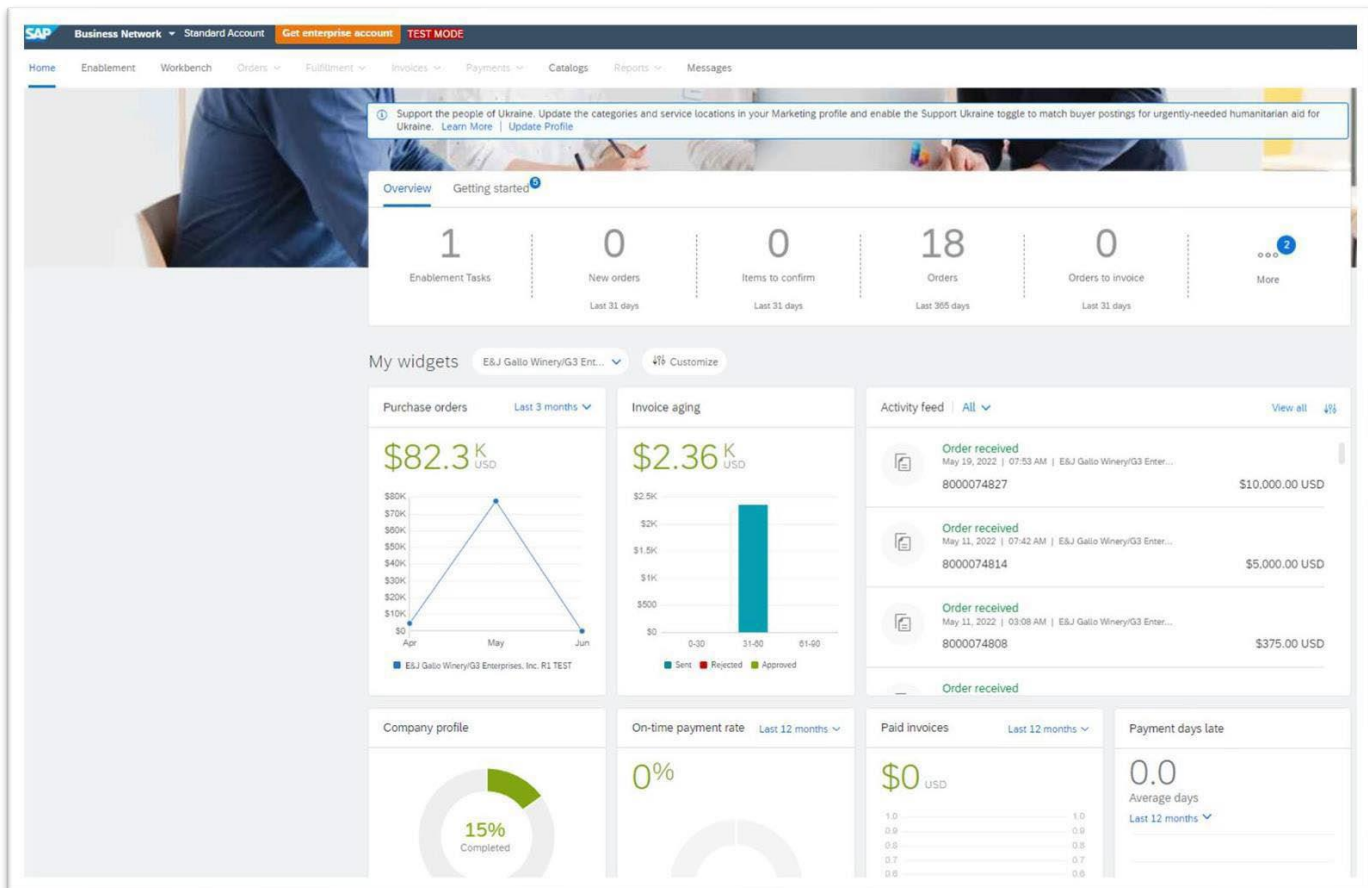 SAP Business Network Standard Account Get enterprise account TEST MODE
Home Enablement Workbench Orders Fulfillment Invoices Payments Catalogs Reports Messages
Support the people of Ukraine. Update the categories and service locations in your Marketing profile and enable the Support Ukraine toggle to match buyer postings for urgently-needed humanitarian aid for
Ukraine. Learn More | Update Profile
Overview Getting started 5
1 0 0 18 0 2
Enablement Tasks New orders Items to confirm Orders Orders to invoice More
Last 31 days Last 31 days Last 365 days Last 31 days
My widgets E&J Gallo Winery/G3 Ent... Customize
Purchase orders Last 3 months
$82.3 K USD
$80K
$70K
$60K
$50K
$40K
$30K
$20K
$10K
$0
Apr May Jun
E&J Gallo Winery/G3 Enterprises, Inc. R1 TEST
Invoice aging
$2.36 K USD
$2.5K
$2K
$1.5K
$1K
$500
$0
0-30 31-60 61-90
Sent Rejected Approved
Activity feed | All View all
Order received
May 19, 2022 | 07:53 AM | E&J Gallo Winery/G3 Enter...
8000074827 $10,000.00 USD
Order received
May 11, 2022 | 07:42 AM | E&J Gallo Winery/G3 Enter...
8000074814 $5,000.00 USD
Order received
May 11, 2022 | 03:08 AM | E&J Gallo Winery/G3 Enter...
8000074808 $375.00 USD
Order received
Company profile
15%
Completed
On-time payment rate Last 12 months
0%
Paid invoices Last 12 months
$0 USD
1.0 1.0
0.9 0.9
0.8 0.8
0.7 0.7
0.6 0.6
Payment days late
0.0
Average days
Last 12 months